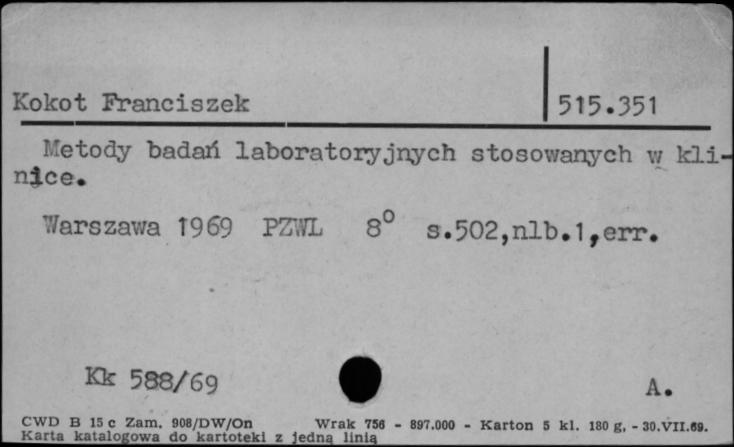 Kokot Franciszek 515.351
Metody badań laboratoryjnych stosowanych w kli-
nice.
Warszawa 1969 PZWL 8° s.502,nlb.1,err.
Kk 588/69 A.
CWD B 15 c Zam. 908/DW/On Wrak 756 - 897.000 - Karton 5 kl. 180 g. - 30.VII.69.
Karta katalogowa do kartoteki z jedną linią